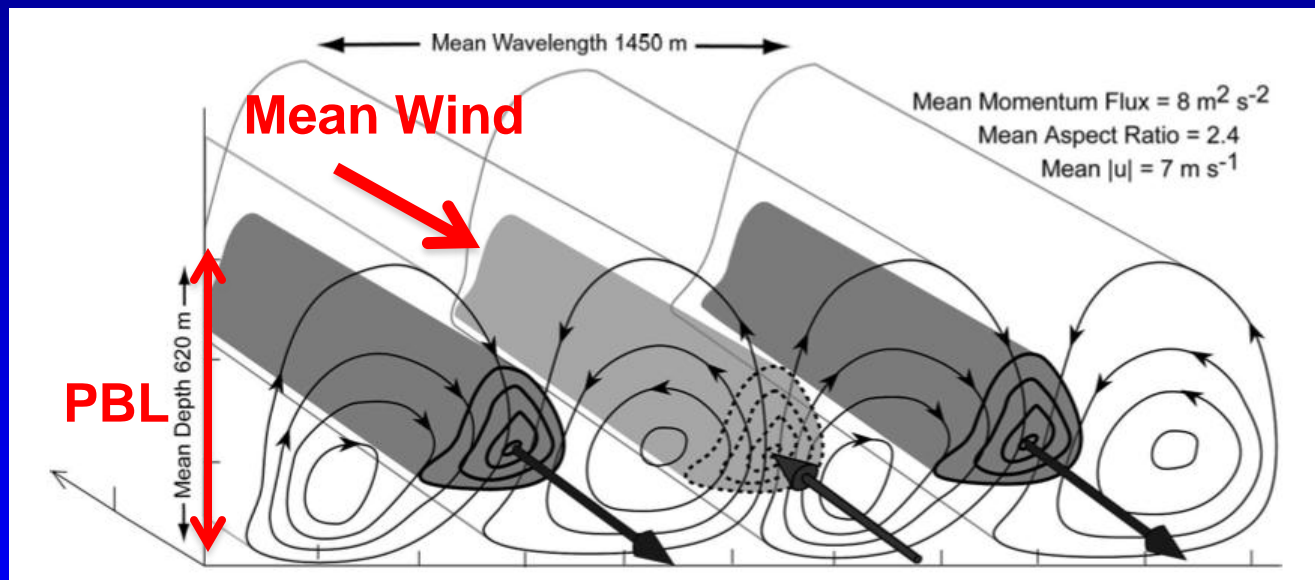 Mean Wavelength 1450 m
Mean Wind
Mean Momentum Flux = 8 m² s⁻²
Mean Aspect Ratio = 2.4
Mean |u| = 7 m s⁻¹
PBL
Mean Depth 620 m